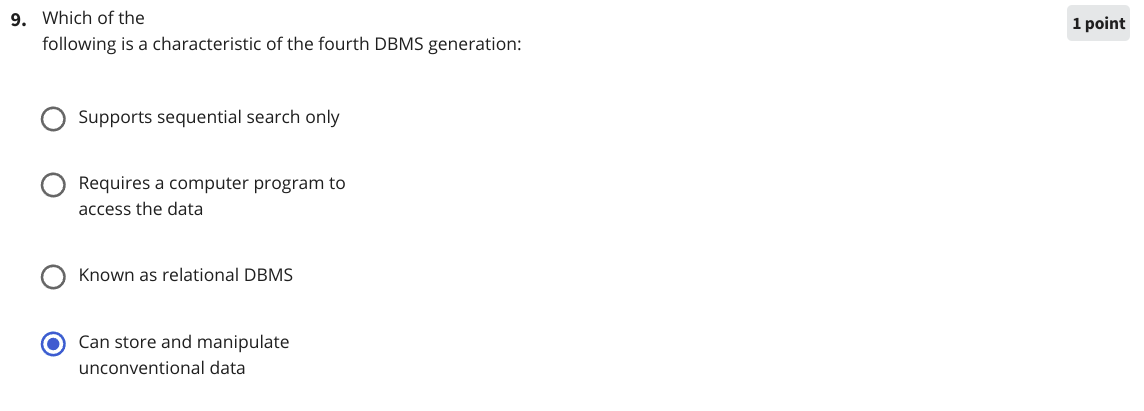 9. Which of the
1 point
following is a characteristic of the fourth DBMS generation:
Supports sequential search only
Requires a computer program to
access the data
Known as relational DBMS
Can store and manipulate
unconventional data